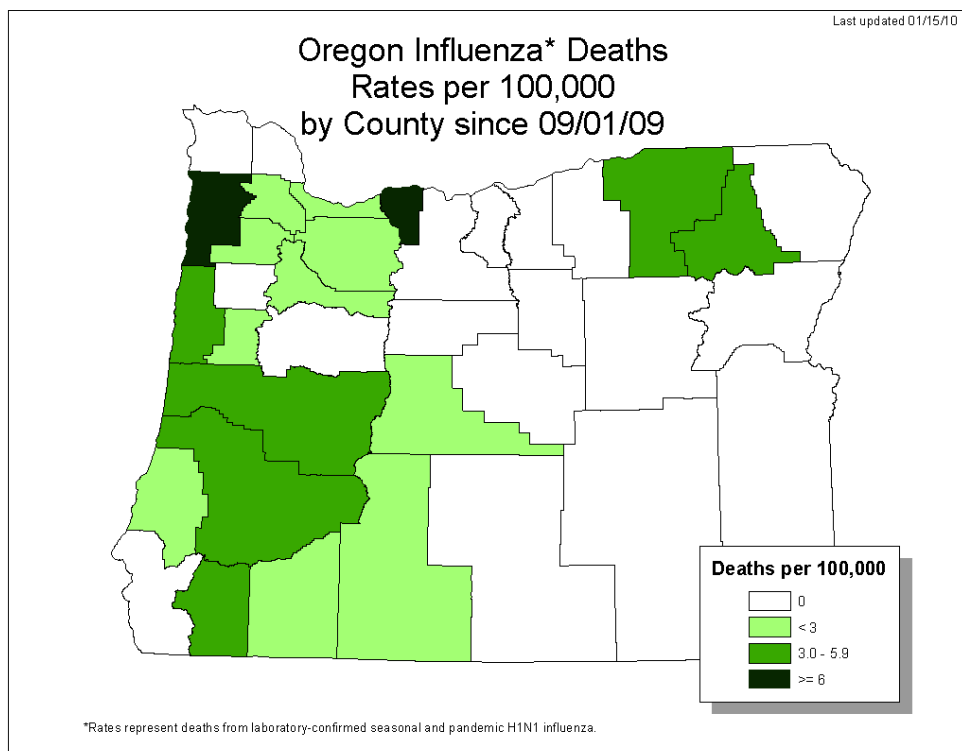 Last updated 01/15/10
Oregon Influenza* Deaths
Rates per 100,000
by County since 09/01/09
Deaths per 100,000
0
< 3
3.0 - 5.9
>= 6
*Rates represent deaths from laboratory-confirmed seasonal and pandemic H1N1 influenza.